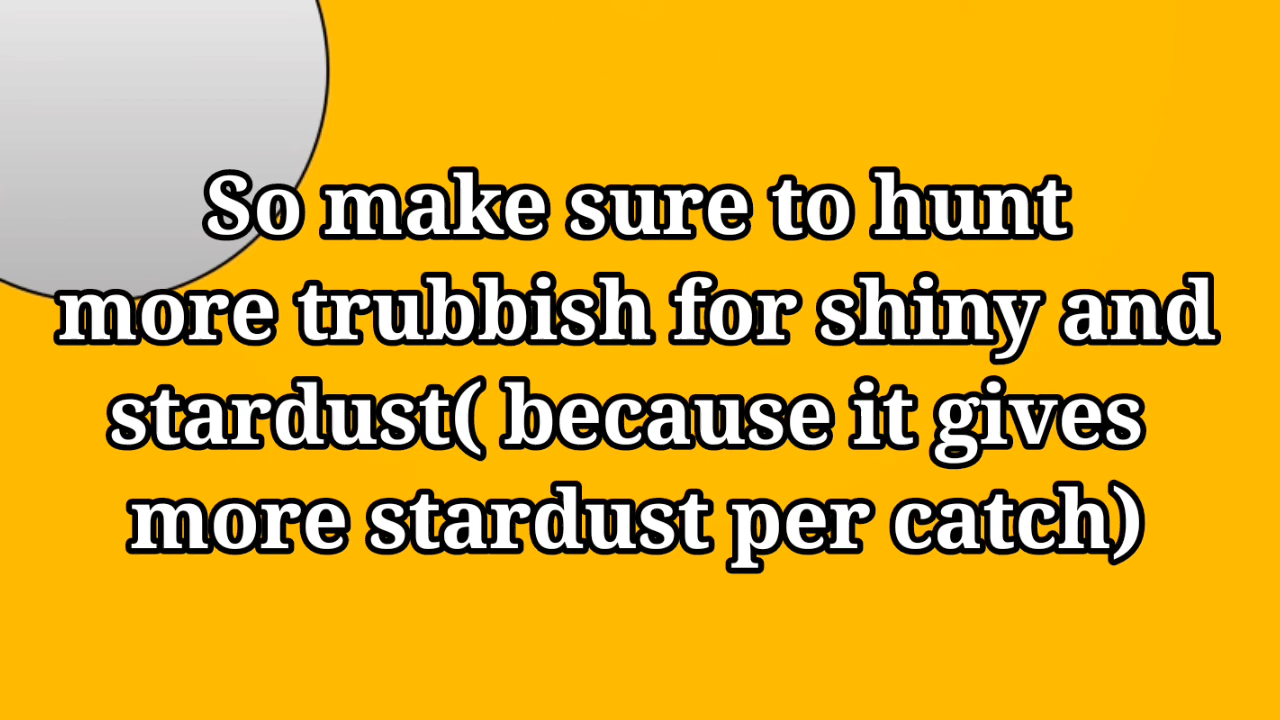 So make sure to hunt
more trubbish for shiny and
stardust( because it gives
more stardust per catch)